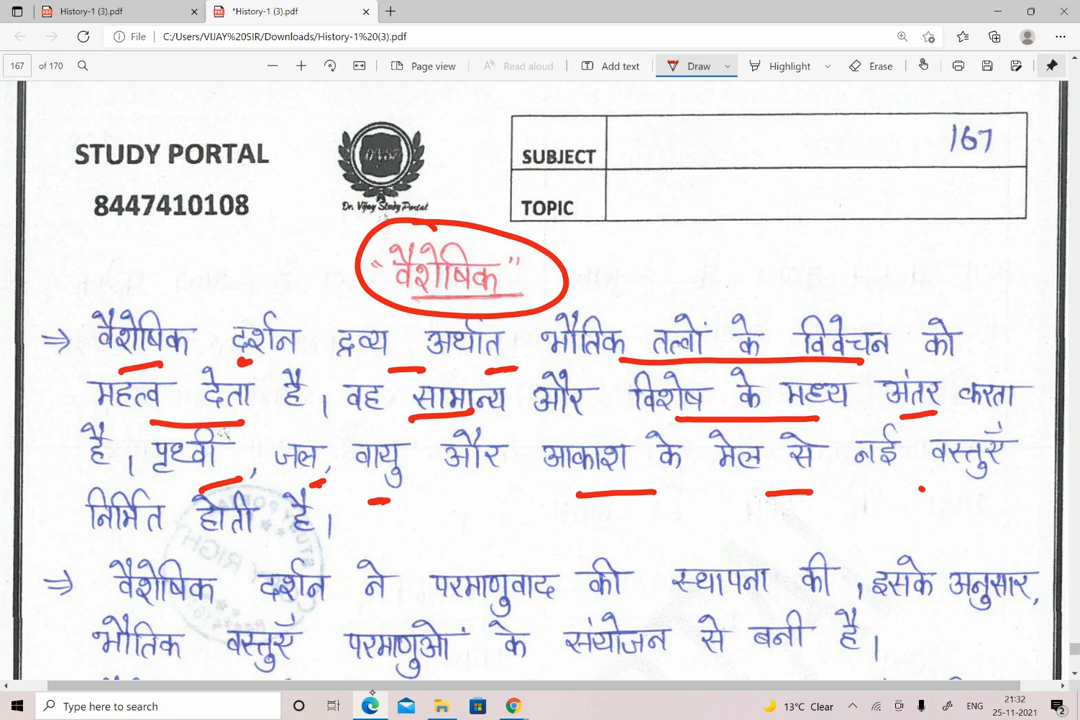 History-1 (3).pdf
*History-1 (3).pdf
File C:/Users/VIJAY%20SIR/Downloads/History-1%20(3).pdf
167 of 170 Page view Read aloud Add text Draw Highlight Erase
167
STUDY PORTAL SUBJECT
8447410108 Dr. Vijay Study Portal TOPIC
"वैशेषिक"
⇒ वैशेषिक दर्शन द्रव्य अर्थात भौतिक तत्वों के विवेचन को
महत्व देता है, वह सामान्य और विशेष के मध्य अंतर करता
है। पृथ्वी, जल, वायु और आकाश के मेल से नई वस्तुएँ
निर्मित होती है।
⇒ वैशेषिक दर्शन ने परमाणुवाद की स्थापना की, इसके अनुसार,
भौतिक वस्तुएँ परमाणुओं के संयोजन से बनी है।
Type here to search 13°C Clear ENG 21:32
25-11-2021 2